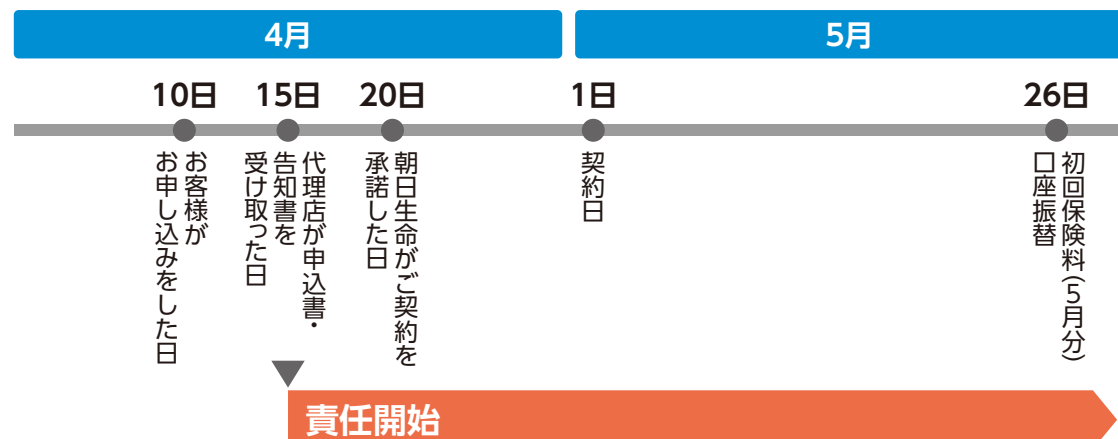 4月
5月
10日
15日
20日
1日
26日
お客様が
お申し込みをした日
代理店が申込書・
告知書を
受け取った日
朝日生命がご契約を
承諾した日
契約日
初回保険料(5月分)
口座振替
責任開始